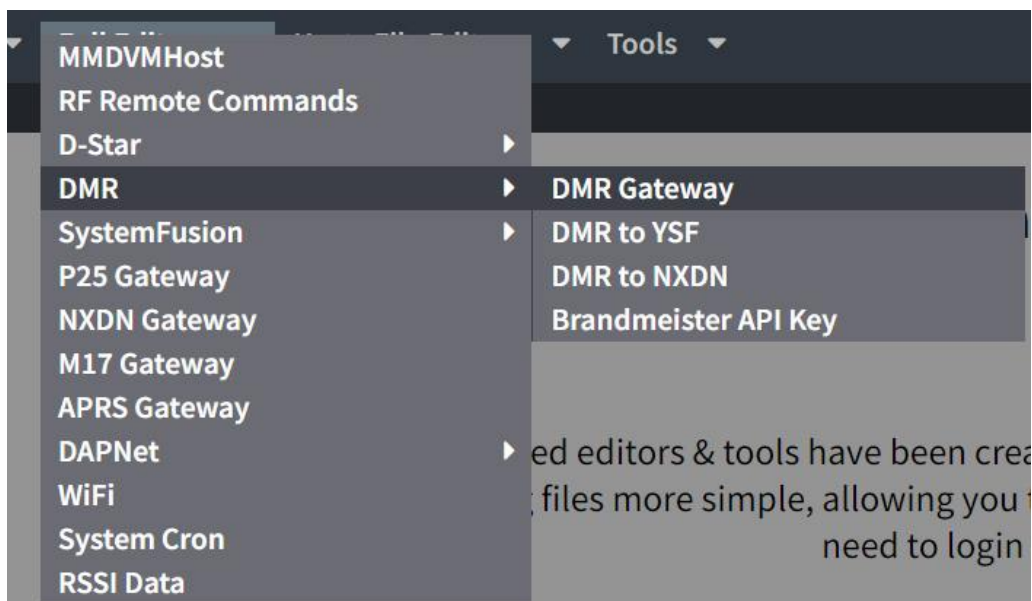 Tools
MMDVMHost
RF Remote Commands
D-Star
DMR
SystemFusion
P25 Gateway
NXDN Gateway
M17 Gateway
APRS Gateway
DAPNet
WiFi
System Cron
RSSI Data
DMR Gateway
DMR to YSF
DMR to NXDN
Brandmeister API Key
ed editors & tools have been crea
files more simple, allowing you t
need to login